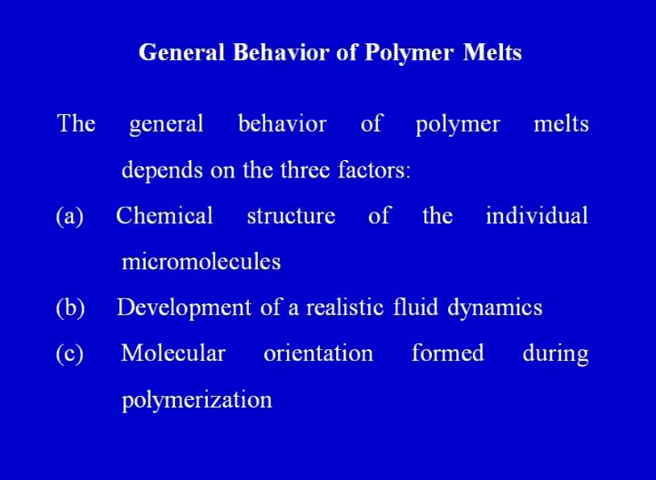 General Behavior of Polymer Melts
The general behavior of polymer melts
depends on the three factors:
(a) Chemical structure of the individual
micromolecules
(b) Development of a realistic fluid dynamics
(c) Molecular orientation formed during
polymerization